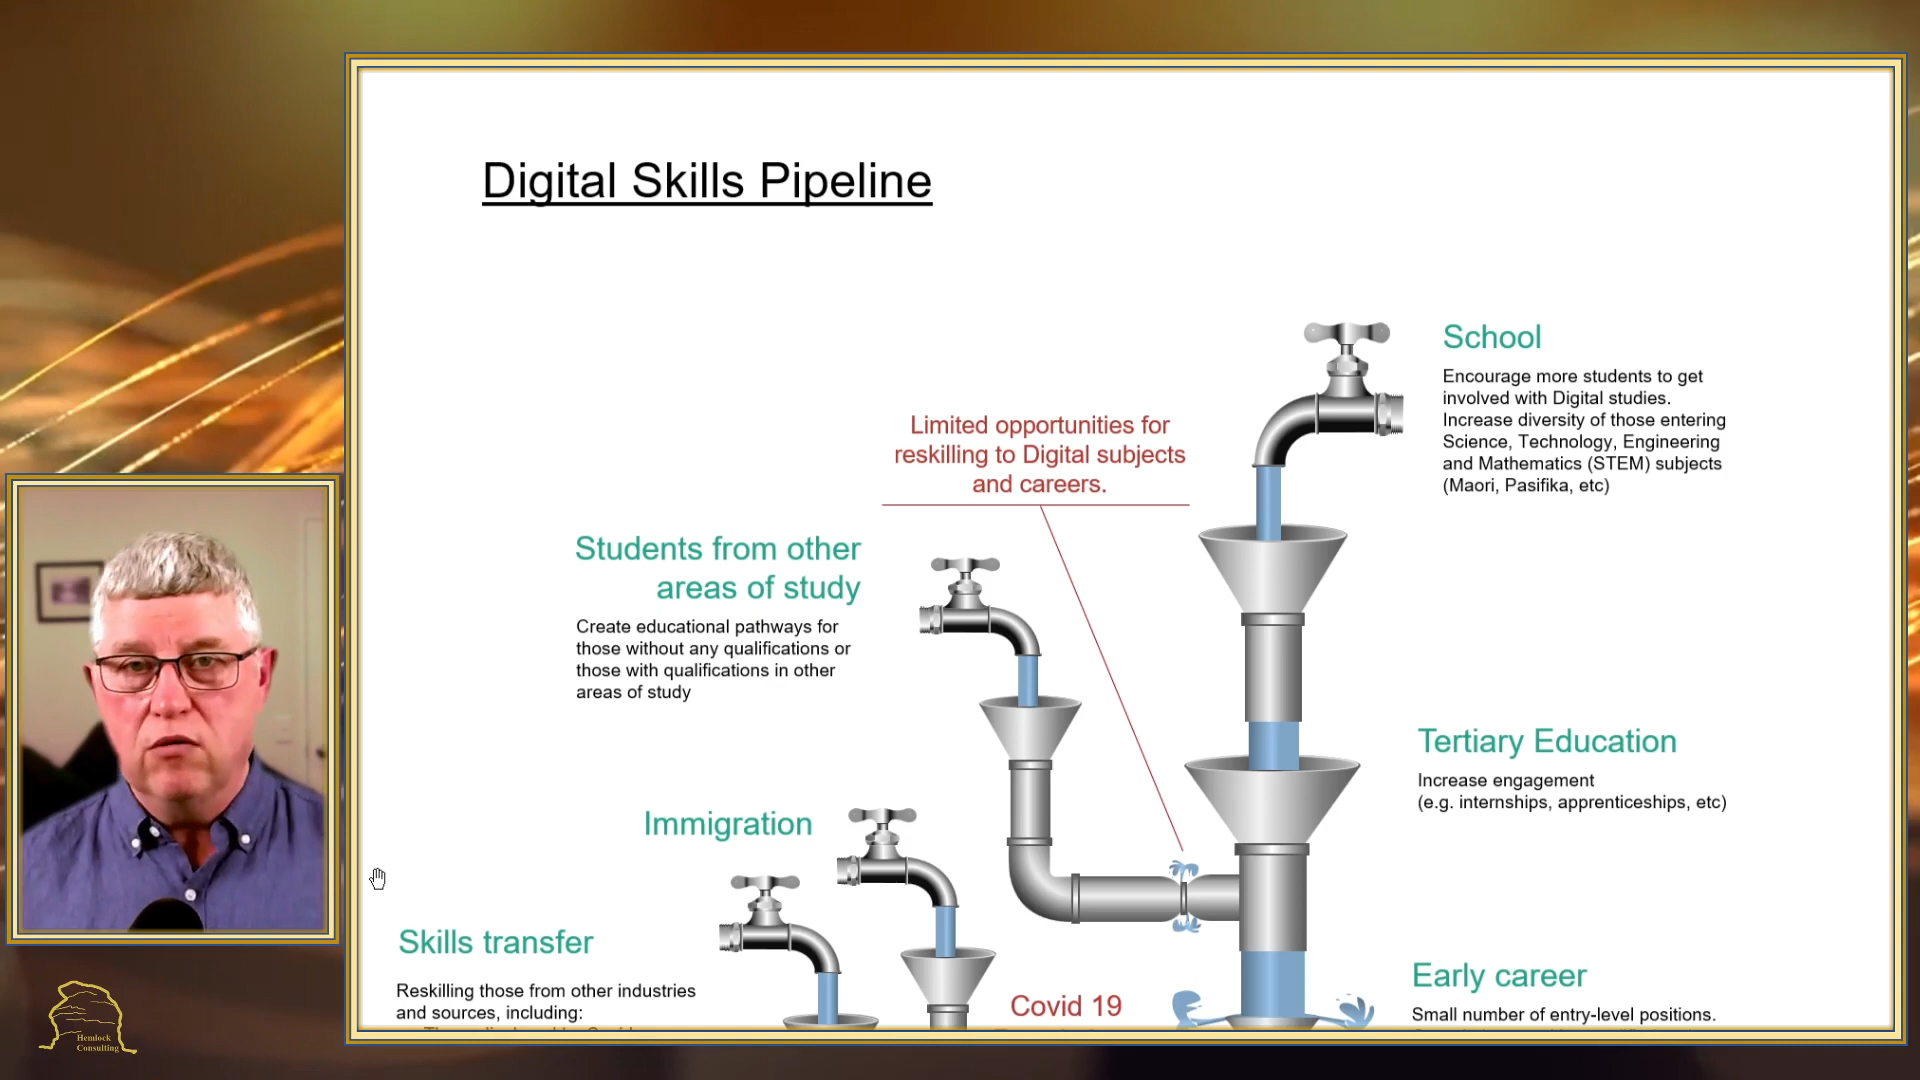 Digital Skills Pipeline
School
Encourage more students to get
involved with Digital studies.
Increase diversity of those entering
Science, Technology, Engineering
and Mathematics (STEM) subjects
(Maori, Pasifika, etc)
Limited opportunities for
reskilling to Digital subjects
and careers.
Students from other
areas of study
Create educational pathways for
those without any qualifications or
those with qualifications in other
areas of study
Tertiary Education
Increase engagement
(e.g. internships, apprenticeships, etc)
Immigration
Skills transfer
Reskilling those from other industries
and sources, including:
Covid 19
Early career
Small number of entry-level positions.
Hemlock
Consulting